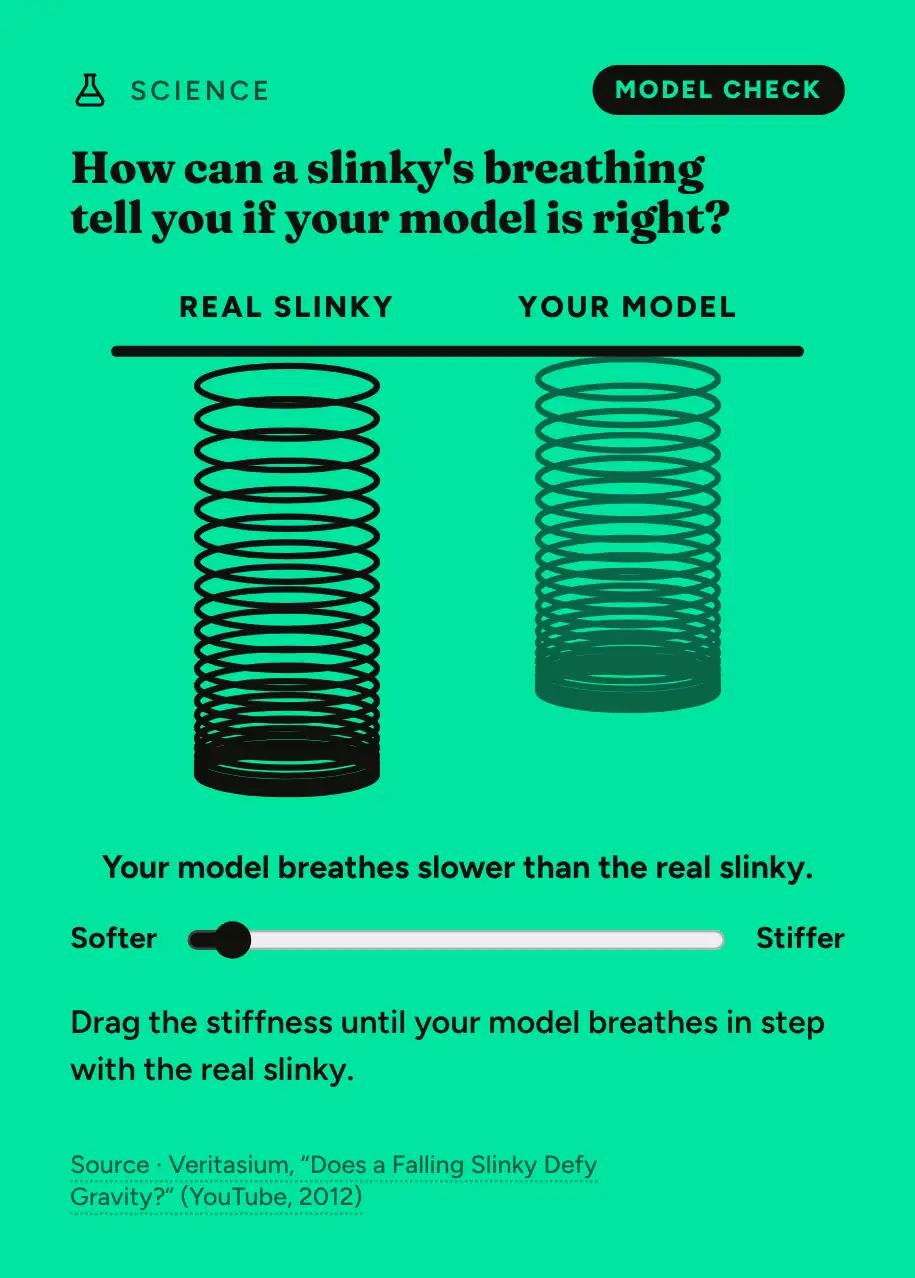 SCIENCE
MODEL CHECK
How can a slinky's breathing
tell you if your model is right?
REAL SLINKY
YOUR MODEL
Your model breathes slower than the real slinky.
Softer
Stiffer
Drag the stiffness until your model breathes in step
with the real slinky.
Source · Veritasium, “Does a Falling Slinky Defy
Gravity?” (YouTube, 2012)